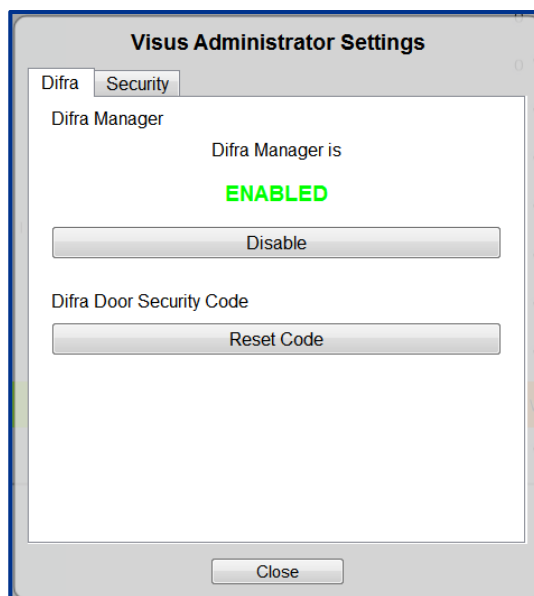 Visus Administrator Settings
Difra
Security
Difra Manager
Difra Manager is
ENABLED
Disable
Difra Door Security Code
Reset Code
Close